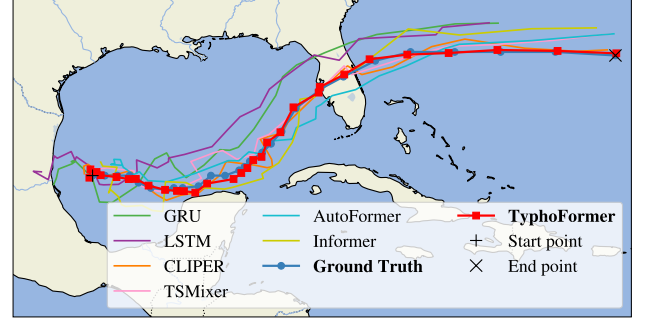 GRU
LSTM
CLIPER
TSMixer
AutoFormer
Informer
Ground Truth
TyphoFormer
Start point
End point